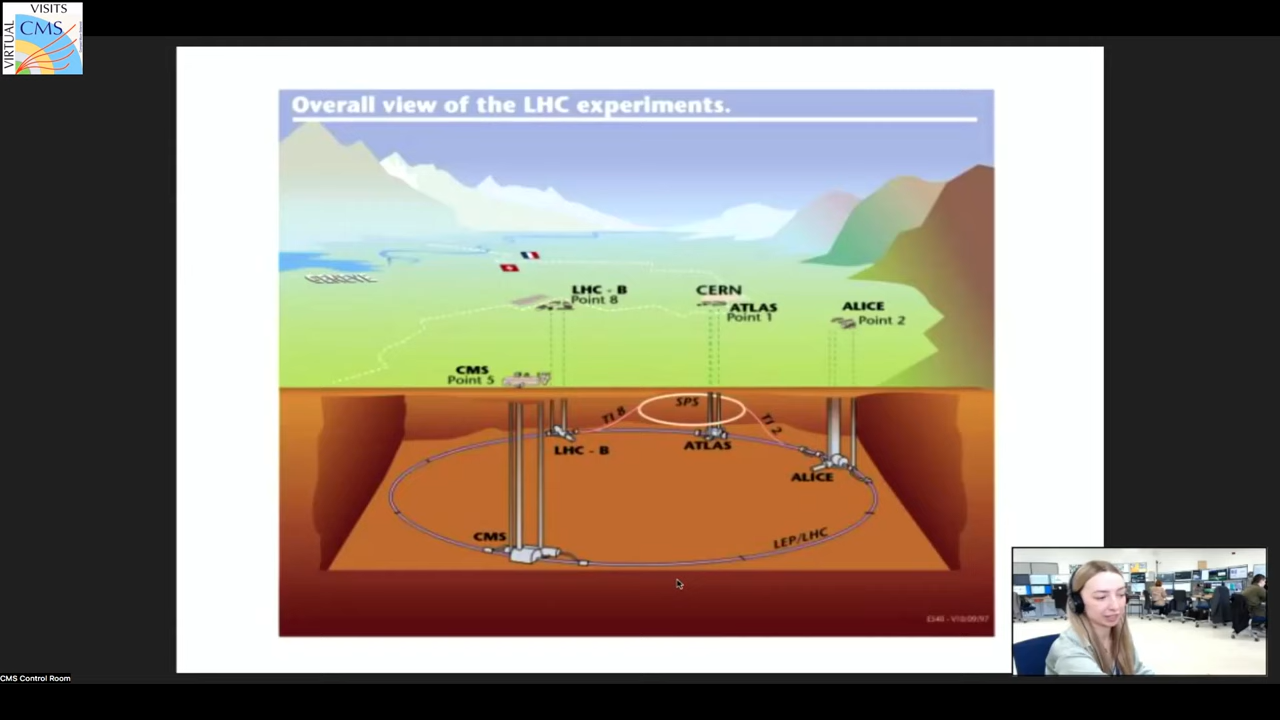 VISITS
VIRTUAL
CMS
Overall view of the LHC experiments.
GENEVE
LHC - B
Point 8
CERN
ATLAS
Point 1
ALICE
Point 2
CMS
Point 5
SPS
TI 8
TI 2
LHC - B
ATLAS
ALICE
CMS
LEP/LHC
CMS Control Room